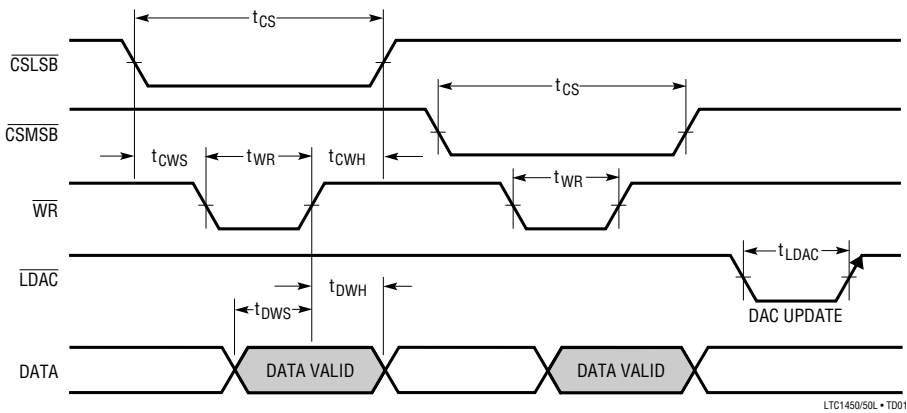 tCS
CSLSB
tCS
CSMSB
tCWS tWR tCWH
tWR
WR
tLDAC
LDAC
tDWH
tDWS
DAC UPDATE
DATA DATA VALID DATA VALID
LTC1450/50L • TD01